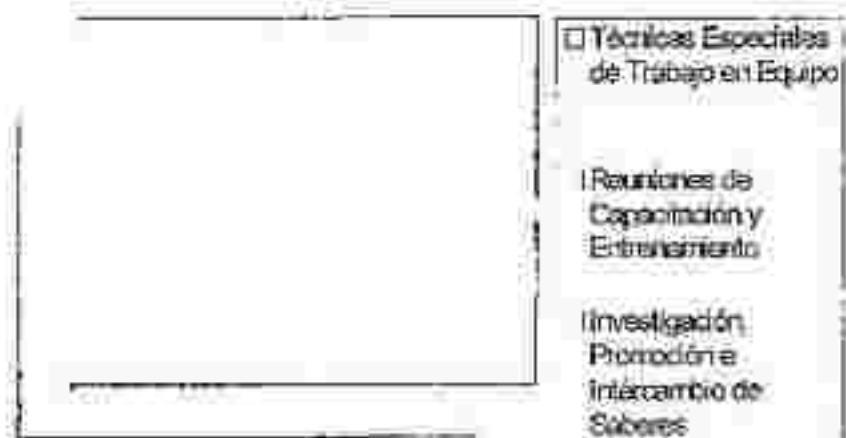 □ Técnicas Especiales
de Trabajo en Equipo
Reuniones de
Capacitación y
Entrenamiento
Investigación,
Promoción e
Intercambio de
Saberes